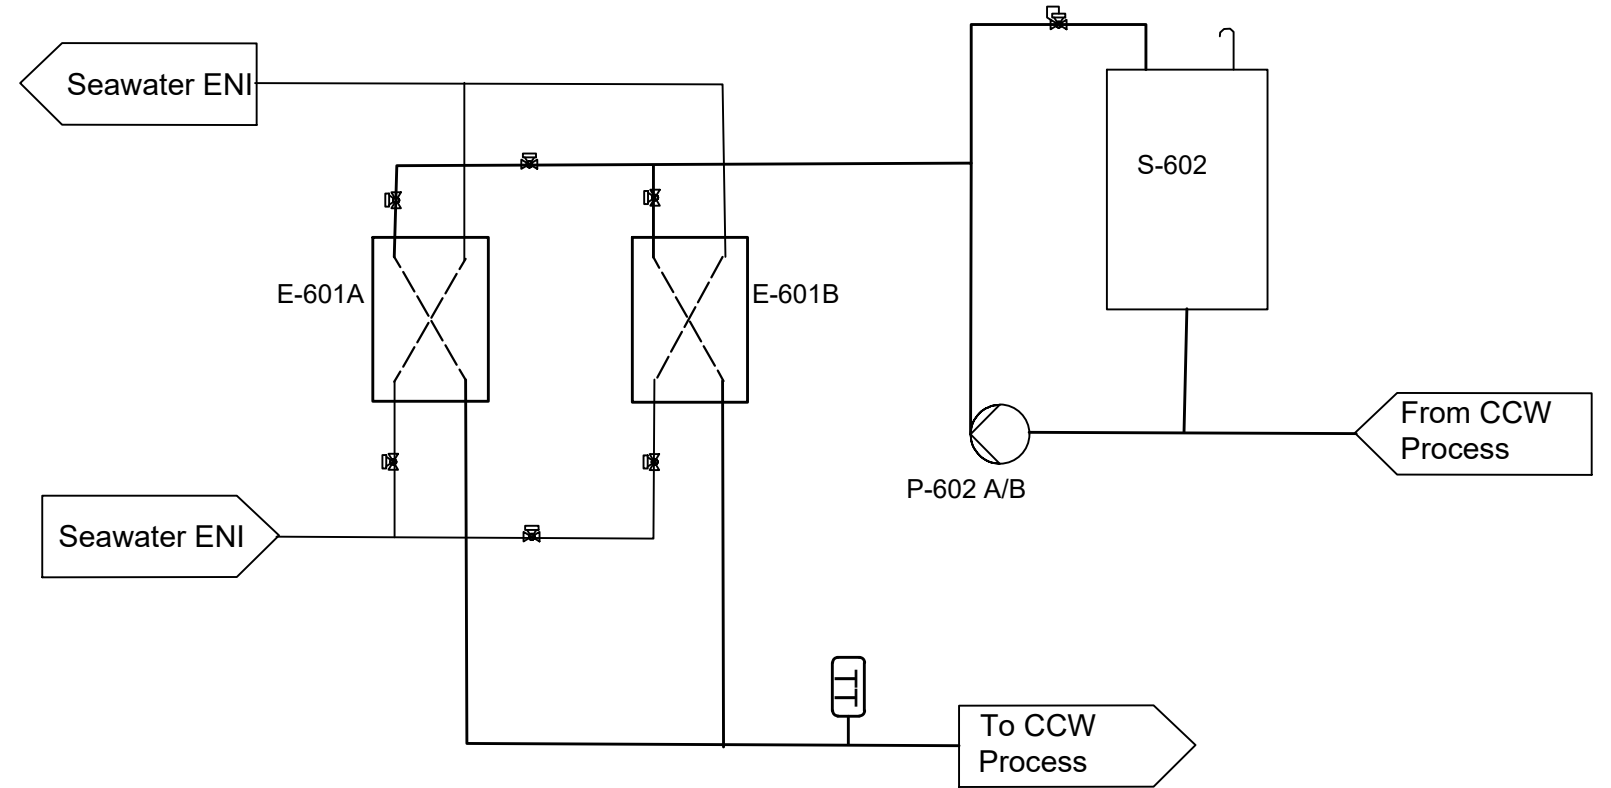 Seawater ENI
S-602
E-601A
E-601B
From CCW
Process
P-602 A/B
Seawater ENI
TT
To CCW
Process